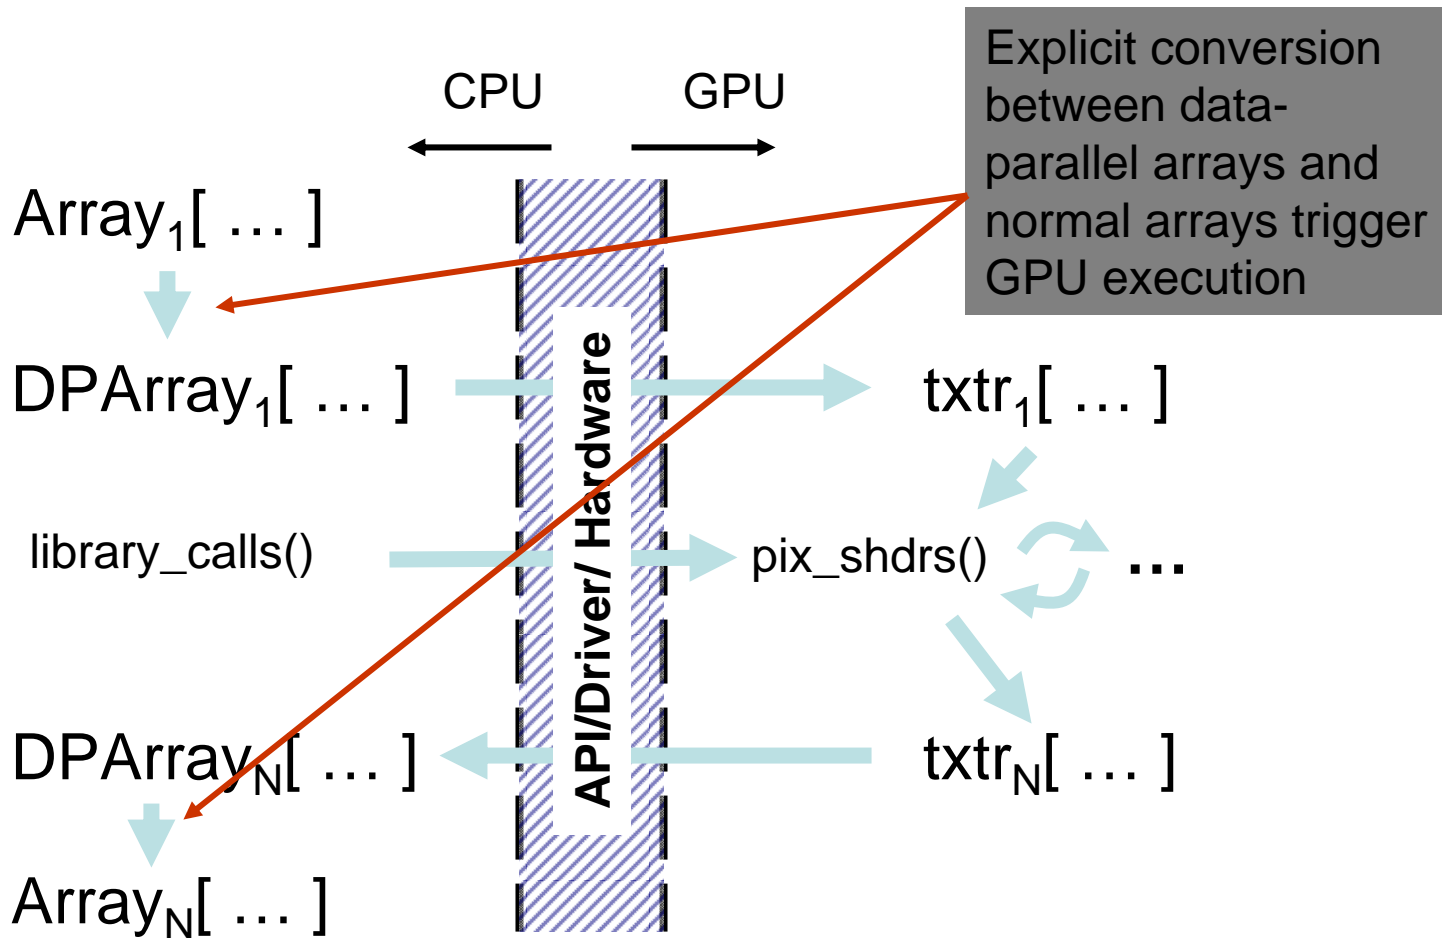 CPU GPU
Explicit conversion
between data-
parallel arrays and
normal arrays trigger
GPU execution
Array₁[ … ]
DPArray₁[ … ]
txtr₁[ … ]
API/Driver/ Hardware
library_calls()
pix_shdrs()
…
DPArrayN[ … ]
txtrN[ … ]
ArrayN[ … ]